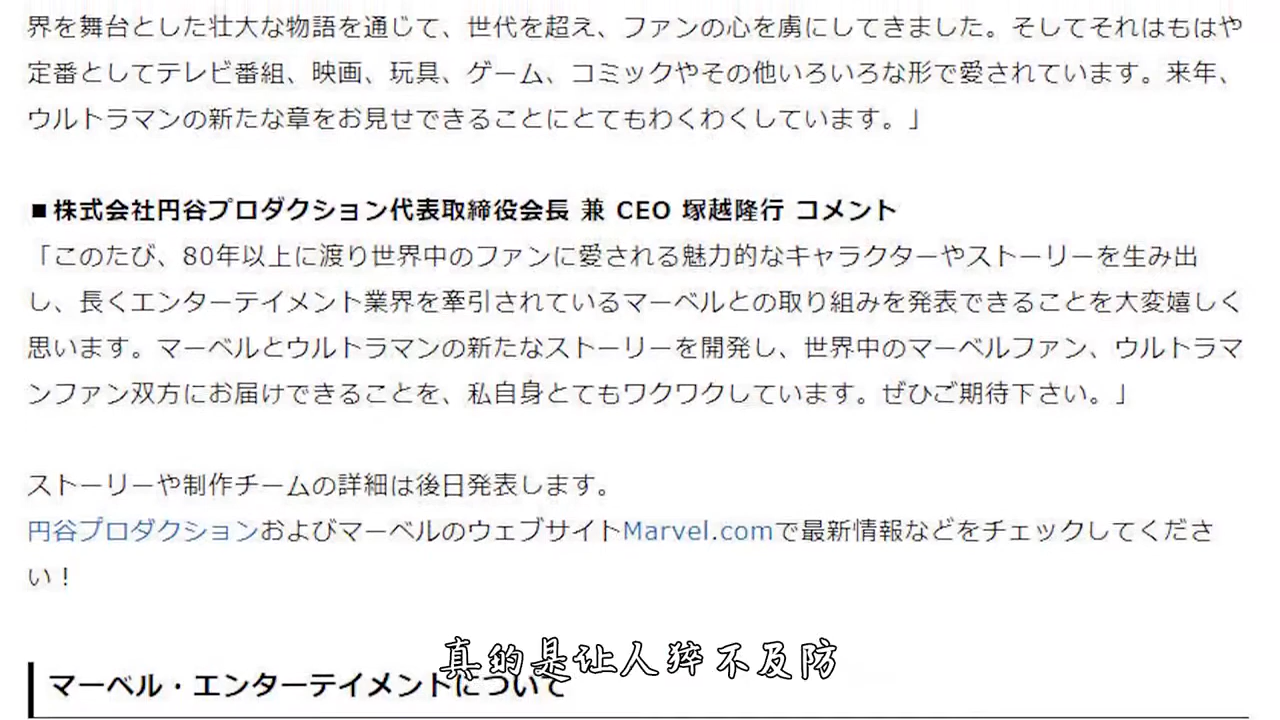 界を舞台とした壮大な物語を通じて、世代を超え、ファンの心を虜にしてきました。そしてそれはもはや
定番としてテレビ番組、映画、玩具、ゲーム、コミックやその他いろいろな形で愛されています。来年、
ウルトラマンの新たな章をお見せできることにとてもわくわくしています。」
■株式会社円谷プロダクション代表取締役会長 兼 CEO 塚越隆行 コメント
「このたび、80年以上に渡り世界中のファンに愛される魅力的なキャラクターやストーリーを生み出
し、長くエンターテイメント業界を牽引されているマーベルとの取り組みを発表できることを大変嬉しく
思います。マーベルとウルトラマンの新たなストーリーを開発し、世界中のマーベルファン、ウルトラマ
ンファン双方にお届けできることを、私自身とてもワクワクしています。ぜひご期待下さい。」
ストーリーや制作チームの詳細は後日発表します。
円谷プロダクションおよびマーベルのウェブサイトMarvel.comで最新情報などをチェックしてくださ
い！
真的是让人猝不及防
マーベル・エンターテイメントについて